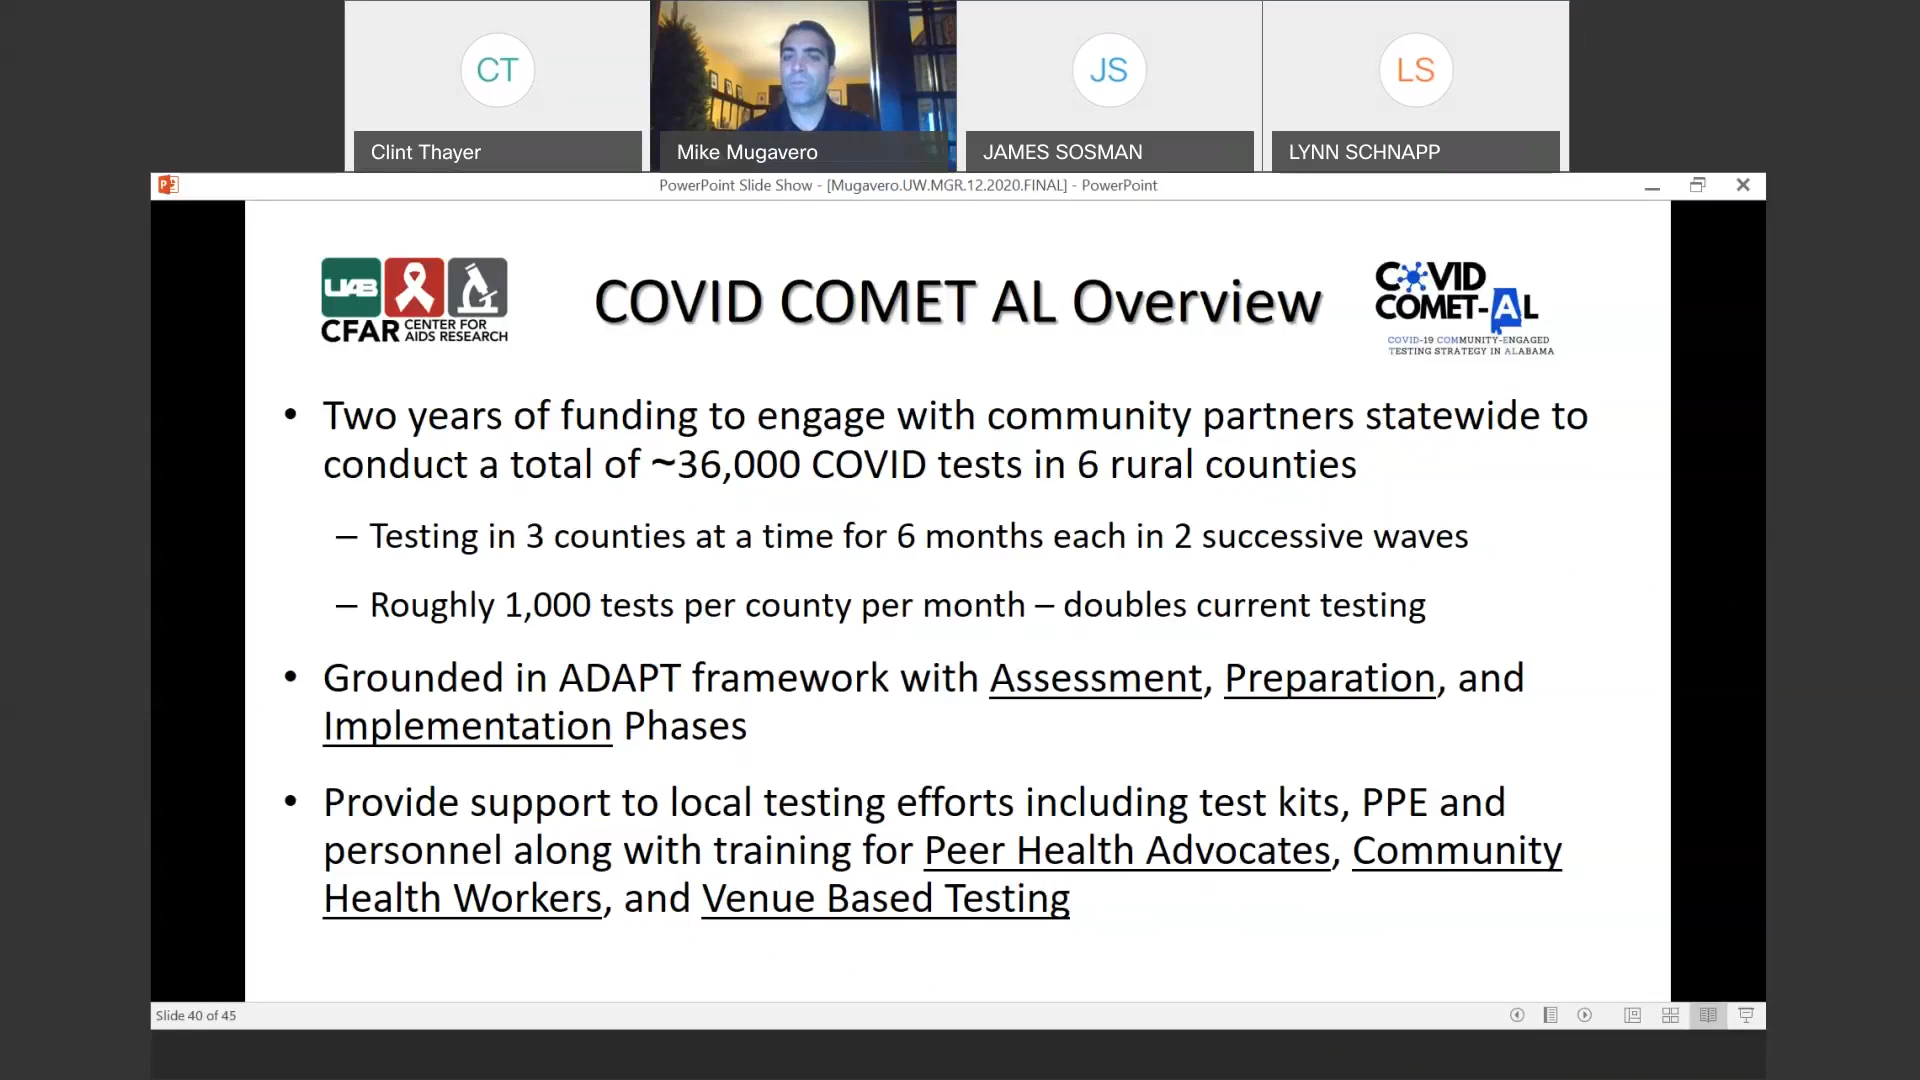 CT
JS
LS
Clint Thayer
Mike Mugavero
JAMES SOSMAN
LYNN SCHNAPP
PowerPoint Slide Show - [Mugavero.UW.MGR.12.2020.FINAL] - PowerPoint
UAB
CFAR CENTER FOR
AIDS RESEARCH
COVID COMET AL Overview
COVID
COMET-AL
COVID-19 COMMUNITY-ENGAGED
TESTING STRATEGY IN ALABAMA
• Two years of funding to engage with community partners statewide to
conduct a total of ~36,000 COVID tests in 6 rural counties
– Testing in 3 counties at a time for 6 months each in 2 successive waves
– Roughly 1,000 tests per county per month – doubles current testing
• Grounded in ADAPT framework with Assessment, Preparation, and
Implementation Phases
• Provide support to local testing efforts including test kits, PPE and
personnel along with training for Peer Health Advocates, Community
Health Workers, and Venue Based Testing
Slide 40 of 45